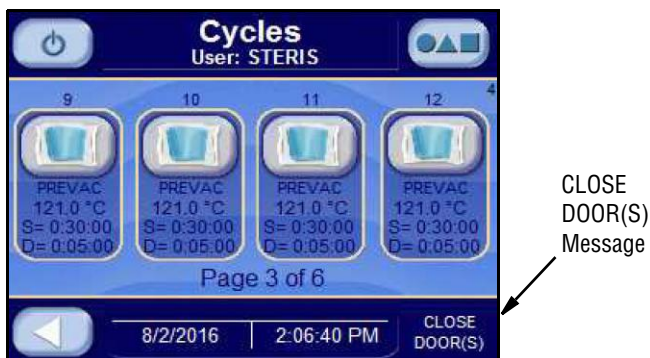 Cycles
User: STERIS
9
10
11
12
4
PREVAC
121.0 °C
S= 0:30:00
D= 0:05:00
PREVAC
121.0 °C
S= 0:30:00
D= 0:05:00
PREVAC
121.0 °C
S= 0:30:00
D= 0:05:00
PREVAC
121.0 °C
S= 0:30:00
D= 0:05:00
Page 3 of 6
8/2/2016
2:06:40 PM
CLOSE
DOOR(S)
CLOSE
DOOR(S)
Message